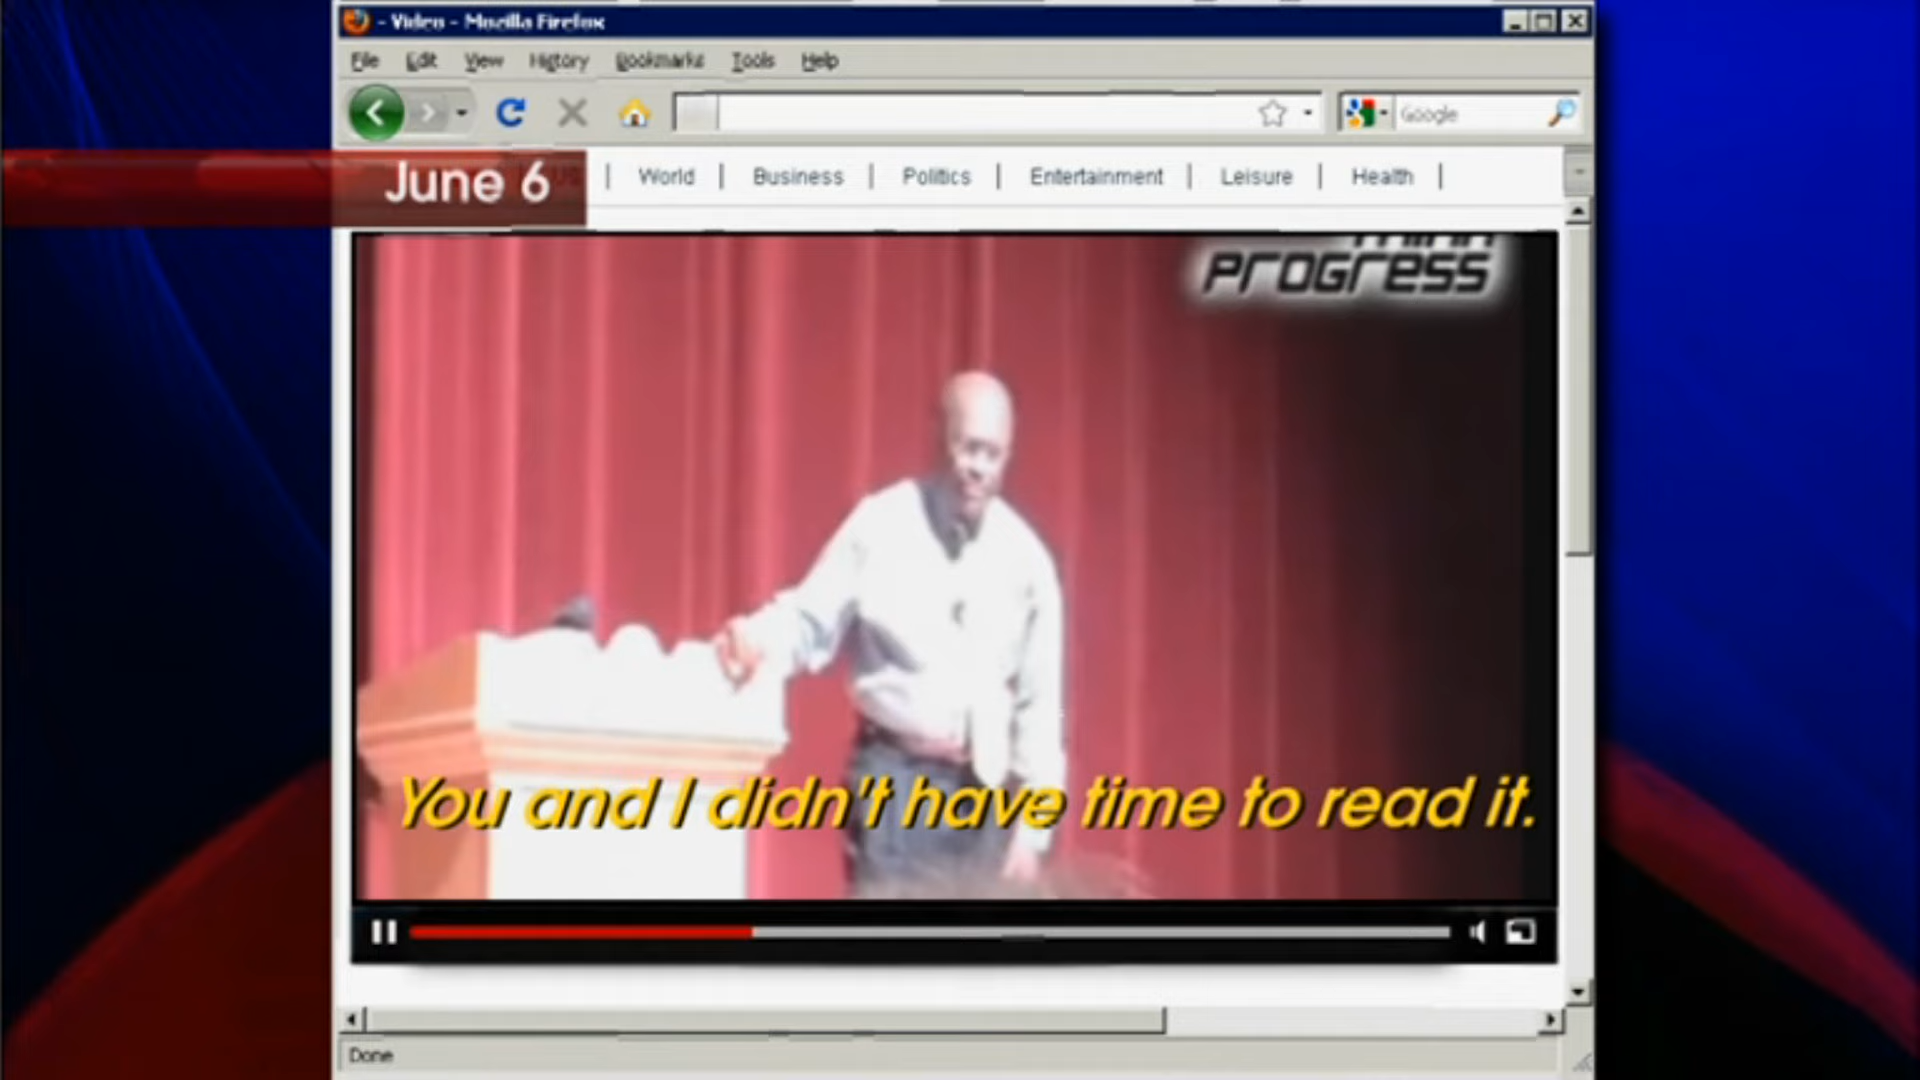 - Video - Mozilla Firefox
File Edit View History Bookmarks Tools Help
Google
June 6
World | Business | Politics | Entertainment | Leisure | Health |
PROGRESS
You and I didn't have time to read it.
Done